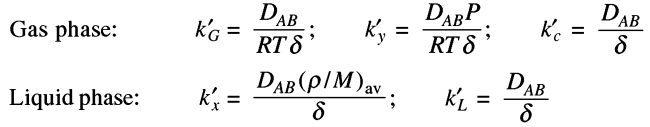 Gas phase: k′_G = D_AB / RTδ ; k′_y = D_AB P / RTδ ; k′_c = D_AB / δ
Liquid phase: k′_x = D_AB (ρ/M)_av / δ ; k′_L = D_AB / δ